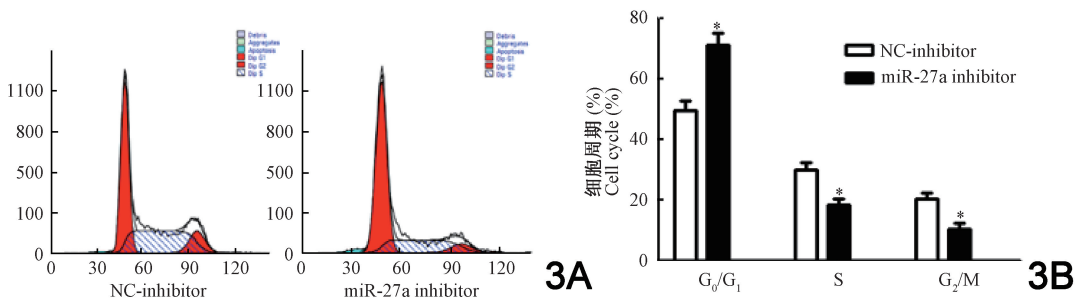 Debris
Aggregates
Apoptosis
Dip G1
Dip G2
Dip S
1100
800
500
100
0
0
30
60
90
120
NC-inhibitor
Debris
Aggregates
Apoptosis
Dip G1
Dip G2
Dip S
1100
800
500
100
0
0
30
60
90
120
miR-27a inhibitor
3A
细胞周期 (%)
Cell cycle (%)
80
60
40
20
0
*
*
*
NC-inhibitor
miR-27a inhibitor
G₀/G₁
S
G₂/M
3B